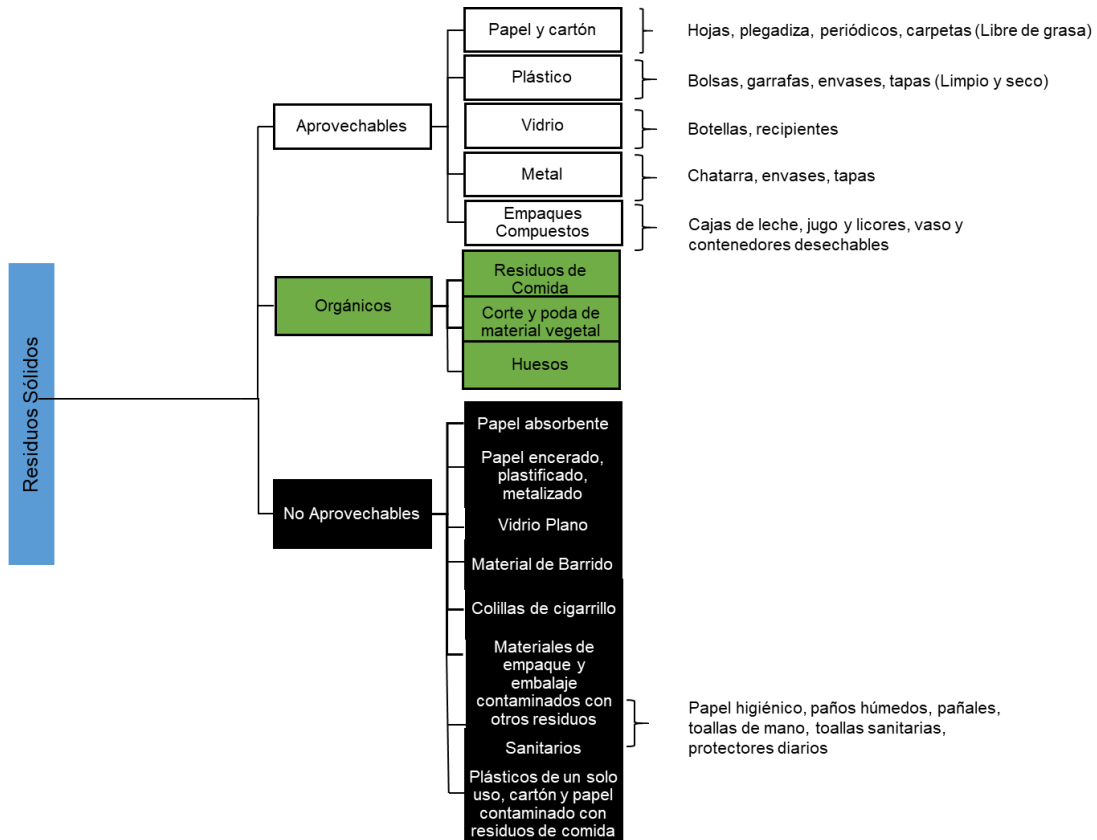 Residuos Sólidos
Aprovechables
Papel y cartón
Hojas, plegadiza, periódicos, carpetas (Libre de grasa)
Plástico
Bolsas, garrafas, envases, tapas (Limpio y seco)
Vidrio
Botellas, recipientes
Metal
Chatarra, envases, tapas
Empaques
Compuestos
Cajas de leche, jugo y licores, vaso y
contenedores desechables
Orgánicos
Residuos de
Comida
Corte y poda de
material vegetal
Huesos
No Aprovechables
Papel absorbente
Papel encerado,
plastificado,
metalizado
Vidrio Plano
Material de Barrido
Colillas de cigarrillo
Materiales de
empaque y
embalaje
contaminados con
otros residuos
Sanitarios
Papel higiénico, paños húmedos, pañales,
toallas de mano, toallas sanitarias,
protectores diarios
Plásticos de un solo
uso, cartón y papel
contaminado con
residuos de comida